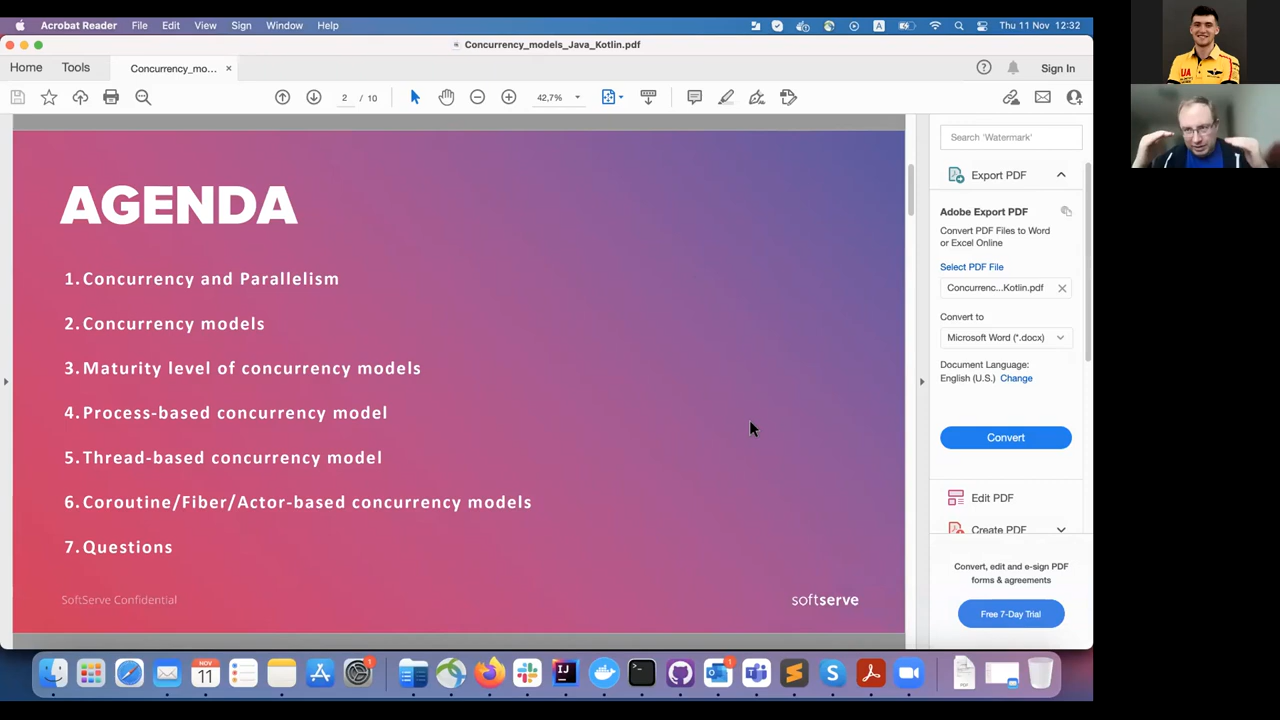 Acrobat Reader File Edit View Sign Window Help
A
Thu 11 Nov 12:32
Concurrency_models_Java_Kotlin.pdf
Home Tools
Concurrency_mo... ×
Sign In
2 / 10
42,7%
Search 'Watermark'
Export PDF
Adobe Export PDF
Convert PDF Files to Word
or Excel Online
Select PDF File
Concurrenc...Kotlin.pdf
Convert to
Microsoft Word (*.docx)
Document Language:
English (U.S.) Change
Convert
Edit PDF
Create PDF
Convert, edit and e-sign PDF
forms & agreements
Free 7-Day Trial
AGENDA
1. Concurrency and Parallelism
2. Concurrency models
3. Maturity level of concurrency models
4. Process-based concurrency model
5. Thread-based concurrency model
6. Coroutine/Fiber/Actor-based concurrency models
7. Questions
SoftServe Confidential
softserve
UA
NOV
11
1
1